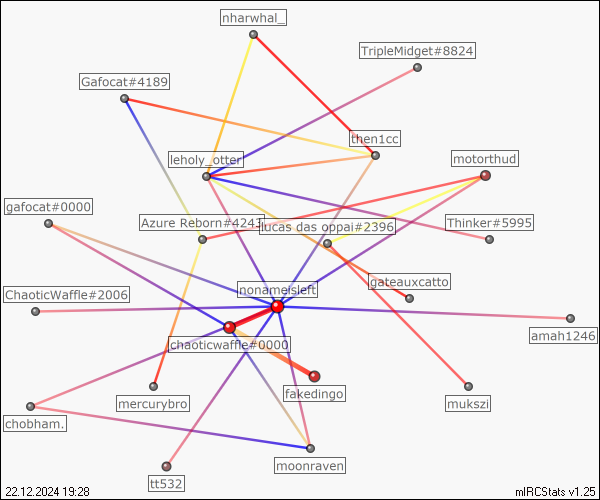 nharwhal_
TripleMidget#8824
Gafocat#4189
then1cc
leholy_otter
motorthud
gafocat#0000
Azure Reborn#4243
lucas das oppai#2396
Thinker#5995
gateauxcatto
nonameisleft
ChaoticWaffle#2006
amah1246
chaoticwaffle#0000
fakedingo
mercurybro
mukszi
chobham.
moonraven
tt532
22.12.2024 19:28
mIRCStats v1.25